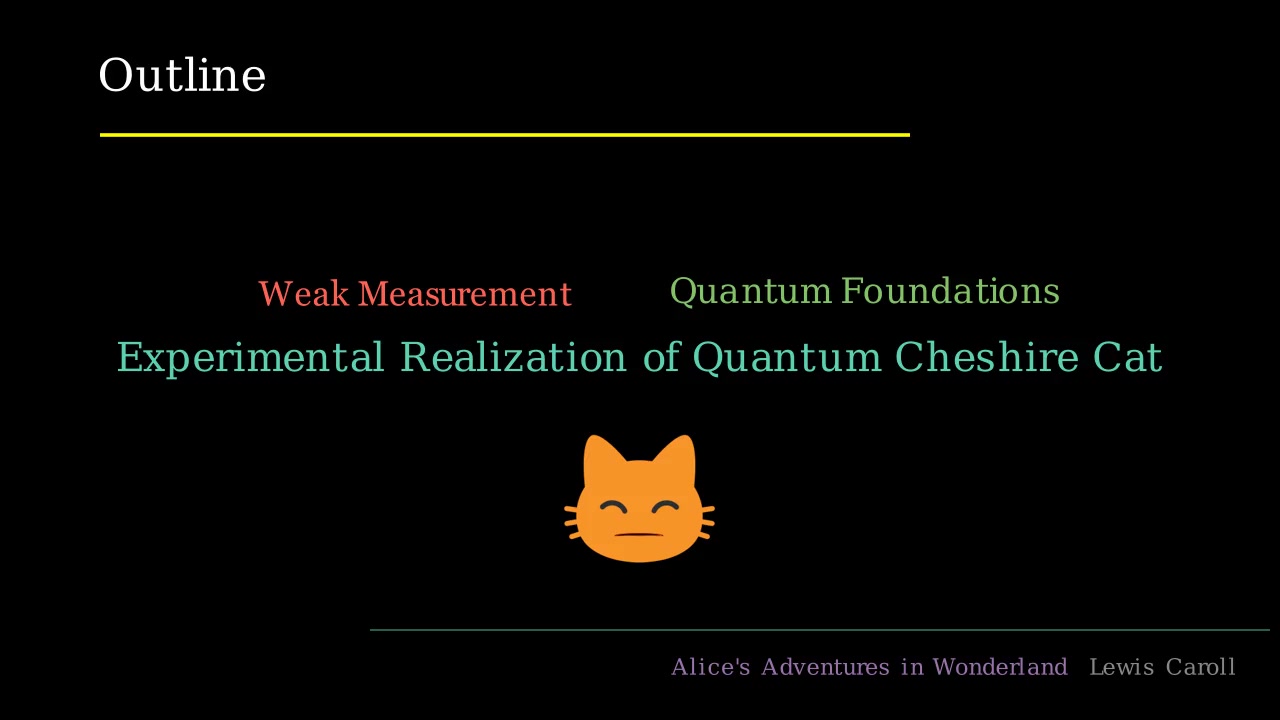 Outline
Weak Measurement Quantum Foundations
Experimental Realization of Quantum Cheshire Cat
Alice's Adventures in Wonderland Lewis Caroll